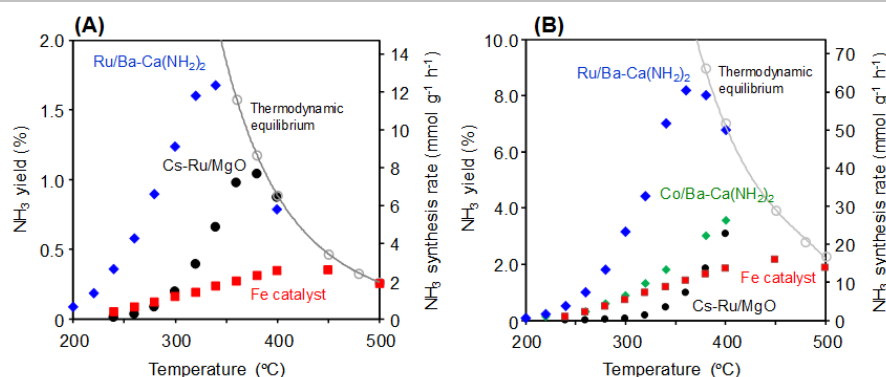 (A)
2.0
1.5
1.0
0.5
0
NH₃ yield (%)
200
300
400
500
Temperature (°C)
14
12
10
8
6
4
2
0
NH₃ synthesis rate (mmol g⁻¹ h⁻¹)
Ru/Ba-Ca(NH₂)₂
Thermodynamic
equilibrium
Cs-Ru/MgO
Fe catalyst
(B)
10.0
8.0
6.0
4.0
2.0
0
NH₃ yield (%)
200
300
400
500
Temperature (°C)
70
60
50
40
30
20
10
0
NH₃ synthesis rate (mmol g⁻¹ h⁻¹)
Ru/Ba-Ca(NH₂)₂
Thermodynamic
equilibrium
Co/Ba-Ca(NH₂)₂
Fe catalyst
Cs-Ru/MgO